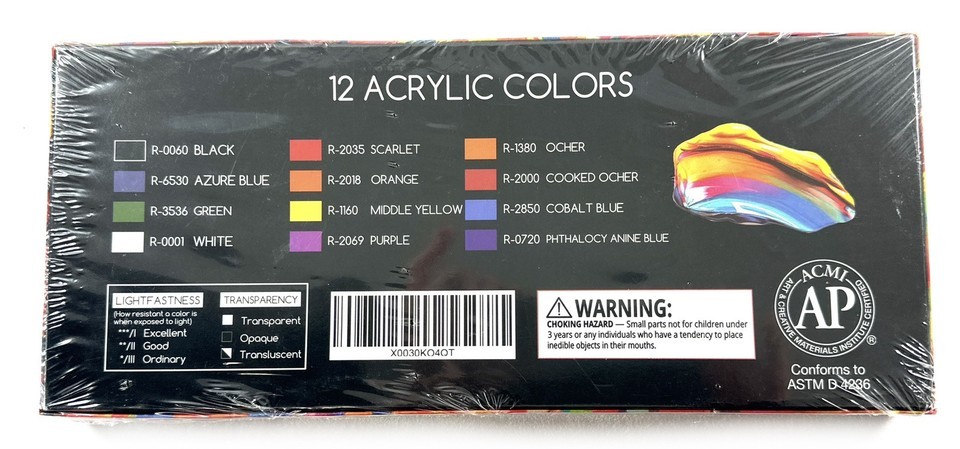 12 ACRYLIC COLORS
R-0060 BLACK
R-6530 AZURE BLUE
R-3536 GREEN
R-0001 WHITE
R-2035 SCARLET
R-2018 ORANGE
R-1160 MIDDLE YELLOW
R-2069 PURPLE
R-1380 OCHER
R-2000 COOKED OCHER
R-2850 COBALT BLUE
R-0720 PHTHALOCY ANINE BLUE
LIGHTFASTNESS
(How resistant a color is
when exposed to light)
***/I Excellent
**/II Good
*/III Ordinary
TRANSPARENCY
Transparent
Opaque
Transluscent
X0030KQ4QT
WARNING:
CHOKING HAZARD — Small parts not for children under
3 years or any individuals who have a tendency to place
inedible objects in their mouths.
ACMI
AP
ART & CREATIVE MATERIALS INSTITUTE CERTIFIED
®
Conforms to
ASTM D 4236